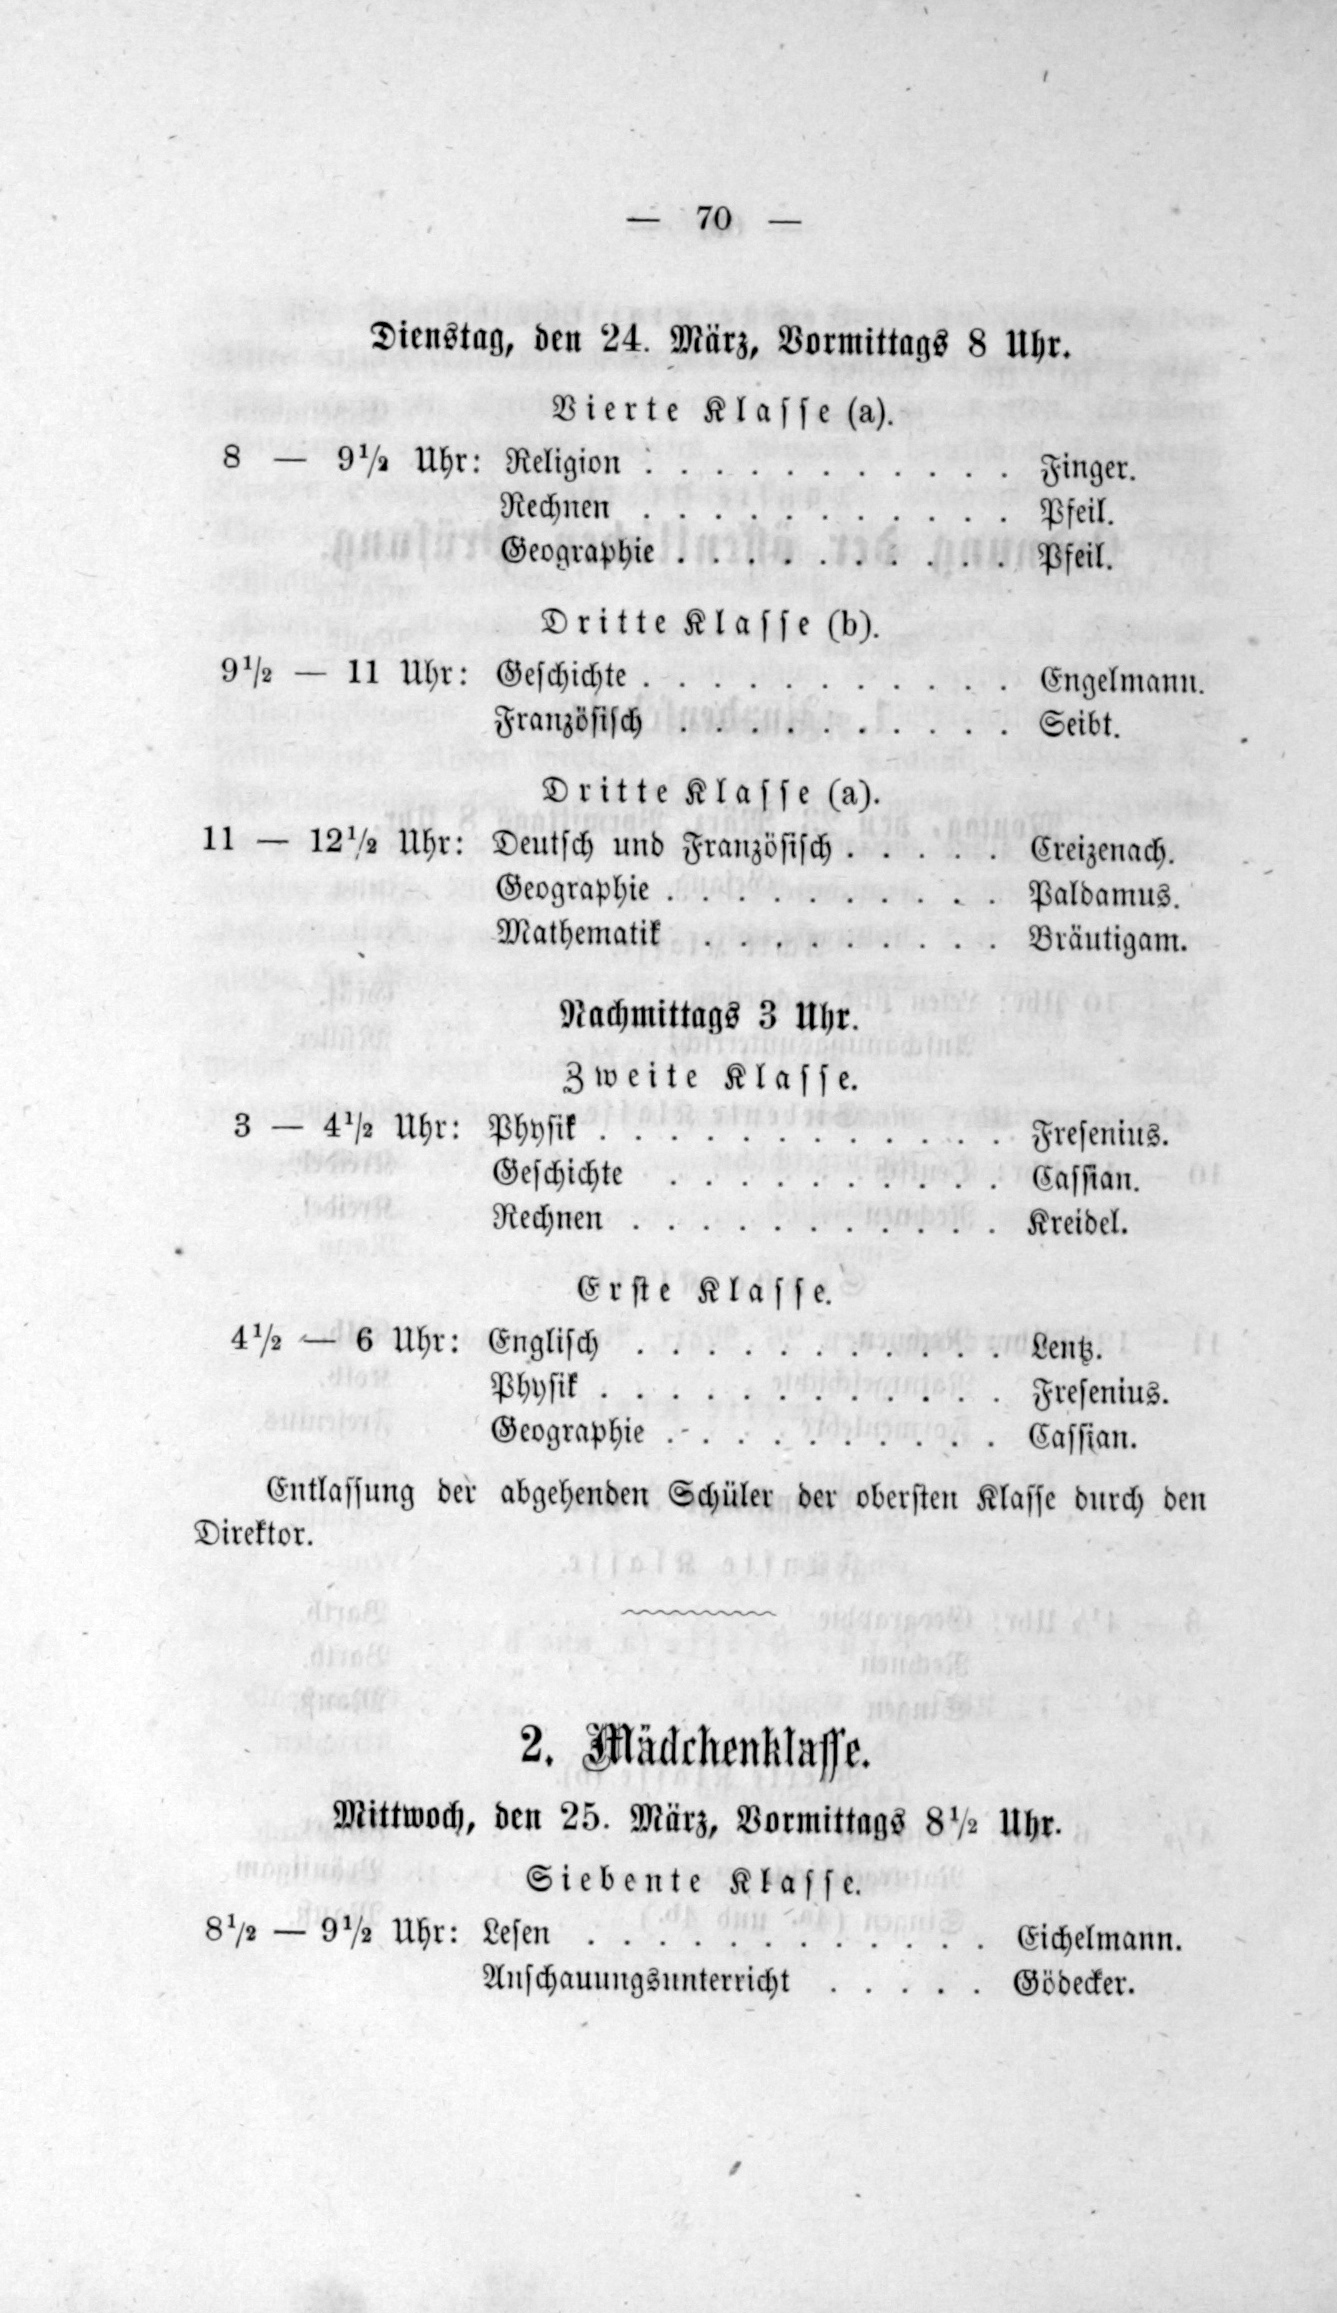 — 70 —
Dienstag, den 24. März, Vormittags 8 Uhr.
Vierte Klasse (a).
8 — 9½ Uhr: Religion . . . . . . . . . . . Finger.
Rechnen . . . . . . . . . . . Pfeil.
Geographie . . . . . . . . . . Pfeil.
Dritte Klasse (b).
9½ — 11 Uhr: Geschichte . . . . . . . . . . . Engelmann.
Französisch . . . . . . . . . . Seibt.
Dritte Klasse (a).
11 — 12½ Uhr: Deutsch und Französisch . . . . . Creizenach.
Geographie . . . . . . . . . . Paldamus.
Mathematik . . . . . . . . . Bräutigam.
Nachmittags 3 Uhr.
Zweite Klasse.
3 — 4½ Uhr: Physik . . . . . . . . . . . . Fresenius.
Geschichte . . . . . . . . . . Cassian.
Rechnen . . . . . . . . . . . Kreidel.
Erste Klasse.
4½ — 6 Uhr: Englisch . . . . . . . . . . . Lentz.
Physik . . . . . . . . . . . . Fresenius.
Geographie . . . . . . . . . . Cassian.
Entlassung der abgehenden Schüler der obersten Klasse durch den
Direktor.
2. Mädchenklasse.
Mittwoch, den 25. März, Vormittags 8½ Uhr.
Siebente Klasse.
8½ — 9½ Uhr: Lesen . . . . . . . . . . . . Eichelmann.
Anschauungsunterricht . . . . . Gödecker.